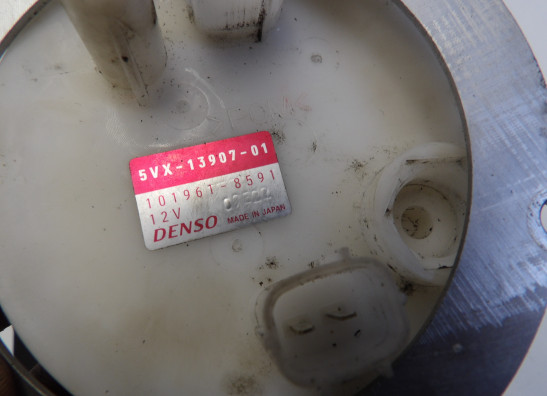 5VX-13907-01
101961-8591
12V
DENSO MADE IN JAPAN